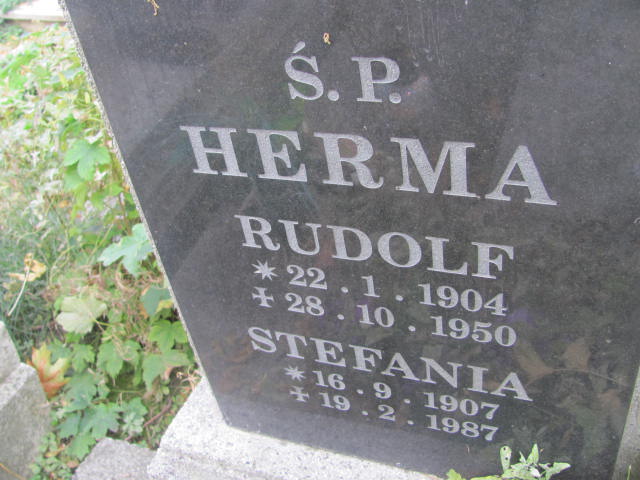 Ś. P.
HERMA
RUDOLF
* 22 . 1 . 1904
✝ 28 . 10 . 1950
STEFANIA
* 16 . 9 . 1907
✝ 19 . 2 . 1987